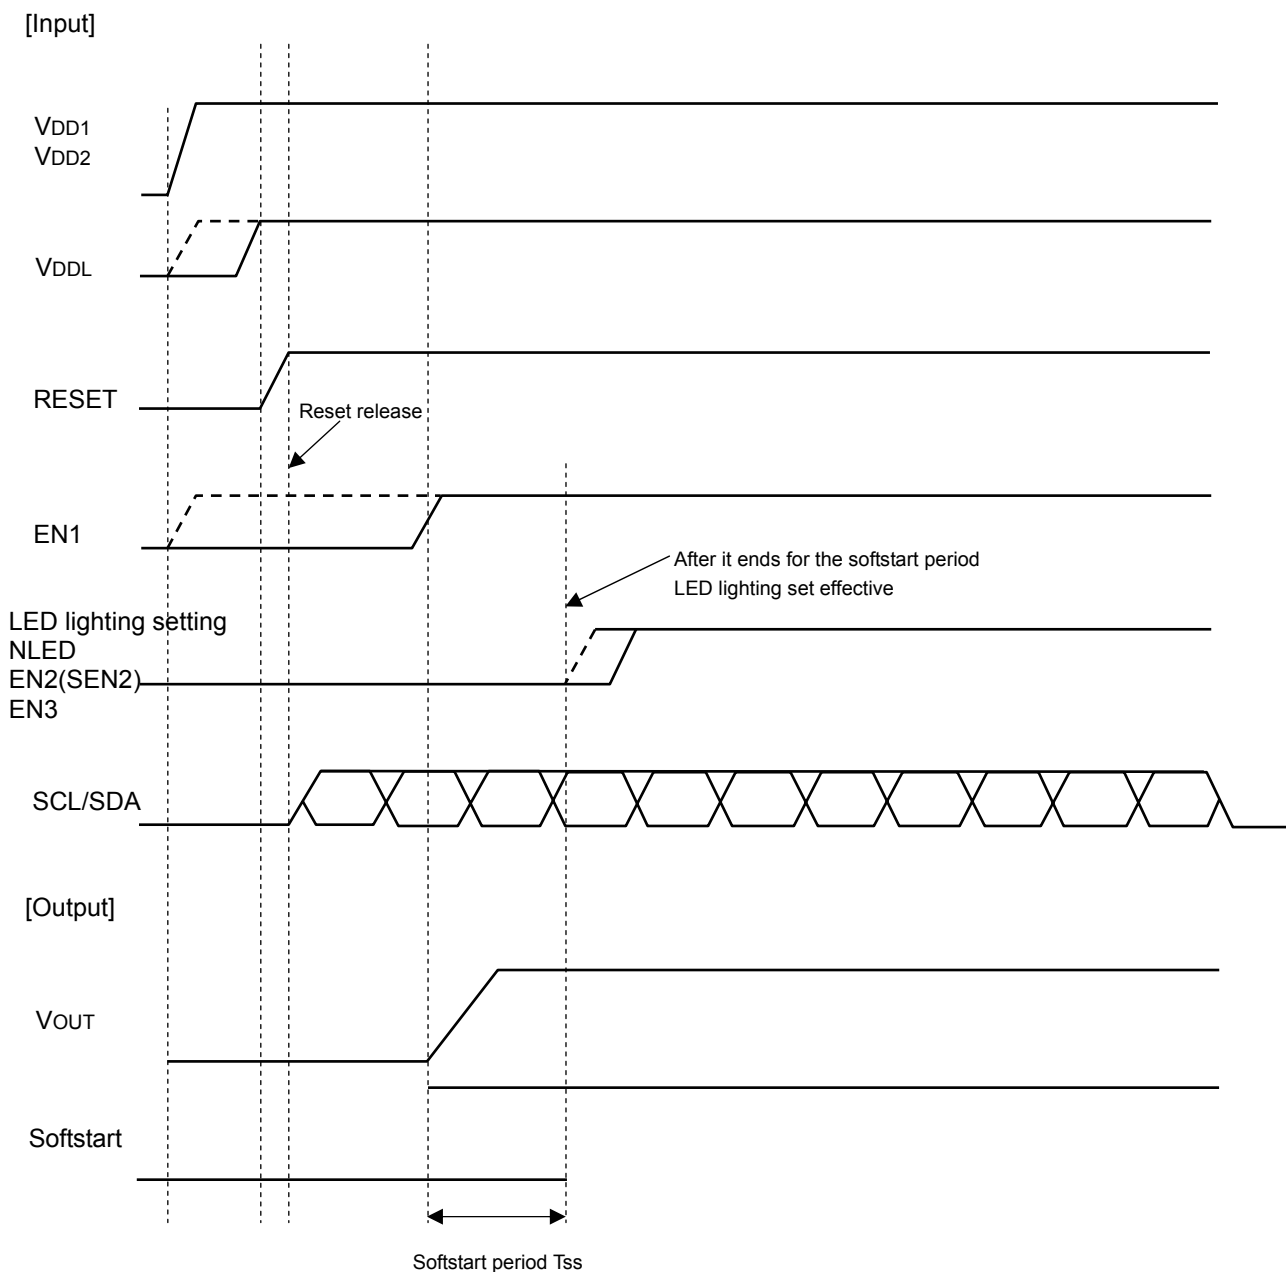 [Input]
VDD1
VDD2
VDDL
RESET
Reset release
EN1
After it ends for the softstart period
LED lighting set effective
LED lighting setting
NLED
EN2(SEN2)
EN3
SCL/SDA
[Output]
VOUT
Softstart
Softstart period Tss